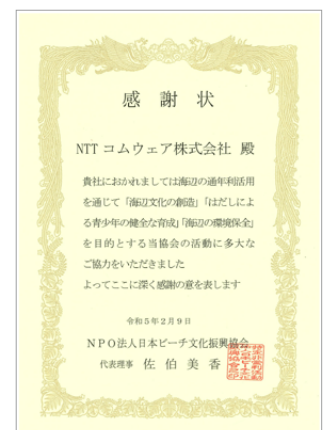 感謝状
NTTコムウェア株式会社 殿
貴社におかれましては海辺の通年利活用
を通じて「海辺文化の創造」「はだしによ
る青少年の健全な育成」「海辺の環境保全」
を目的とする当協会の活動に多大な
ご協力をいただきました
よってここに深く感謝の意を表します
令和5年2月9日
NPO法人日本ビーチ文化振興協会
代表理事 佐伯美香